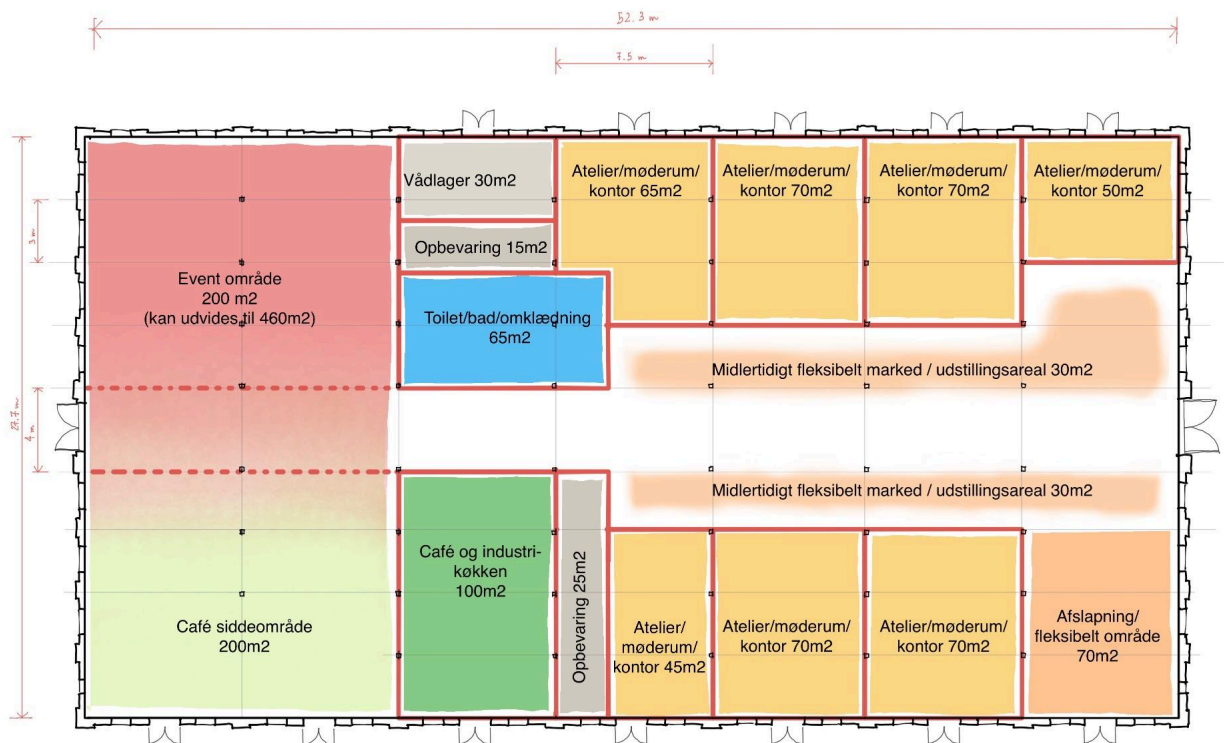 52.3 m
7.5 m
Vådlager 30m2
Atelier/møderum/
kontor 65m2
Atelier/møderum/
kontor 70m2
Atelier/møderum/
kontor 70m2
Atelier/møderum/
kontor 50m2
3 m
Opbevaring 15m2
Event område
200 m2
(kan udvides til 460m2)
Toilet/bad/omklædning
65m2
Midlertidigt fleksibelt marked / udstillingsareal 30m2
27.7 m
4 m
Midlertidigt fleksibelt marked / udstillingsareal 30m2
Café og industri-
køkken
100m2
Opbevaring 25m2
Café siddeområde
200m2
Atelier/
møderum/
kontor 45m2
Atelier/møderum/
kontor 70m2
Atelier/møderum/
kontor 70m2
Afslapning/
fleksibelt område
70m2